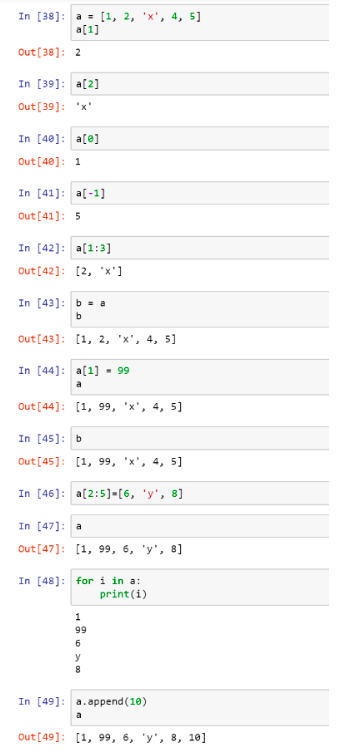 In [38]: a = [1, 2, 'x', 4, 5]
a[1]
Out[38]: 2
In [39]: a[2]
Out[39]: 'x'
In [40]: a[0]
Out[40]: 1
In [41]: a[-1]
Out[41]: 5
In [42]: a[1:3]
Out[42]: [2, 'x']
In [43]: b = a
b
Out[43]: [1, 2, 'x', 4, 5]
In [44]: a[1] = 99
a
Out[44]: [1, 99, 'x', 4, 5]
In [45]: b
Out[45]: [1, 99, 'x', 4, 5]
In [46]: a[2:5]=[6, 'y', 8]
In [47]: a
Out[47]: [1, 99, 6, 'y', 8]
In [48]: for i in a:
    print(i)
1
99
6
y
8
In [49]: a.append(10)
a
Out[49]: [1, 99, 6, 'y', 8, 10]